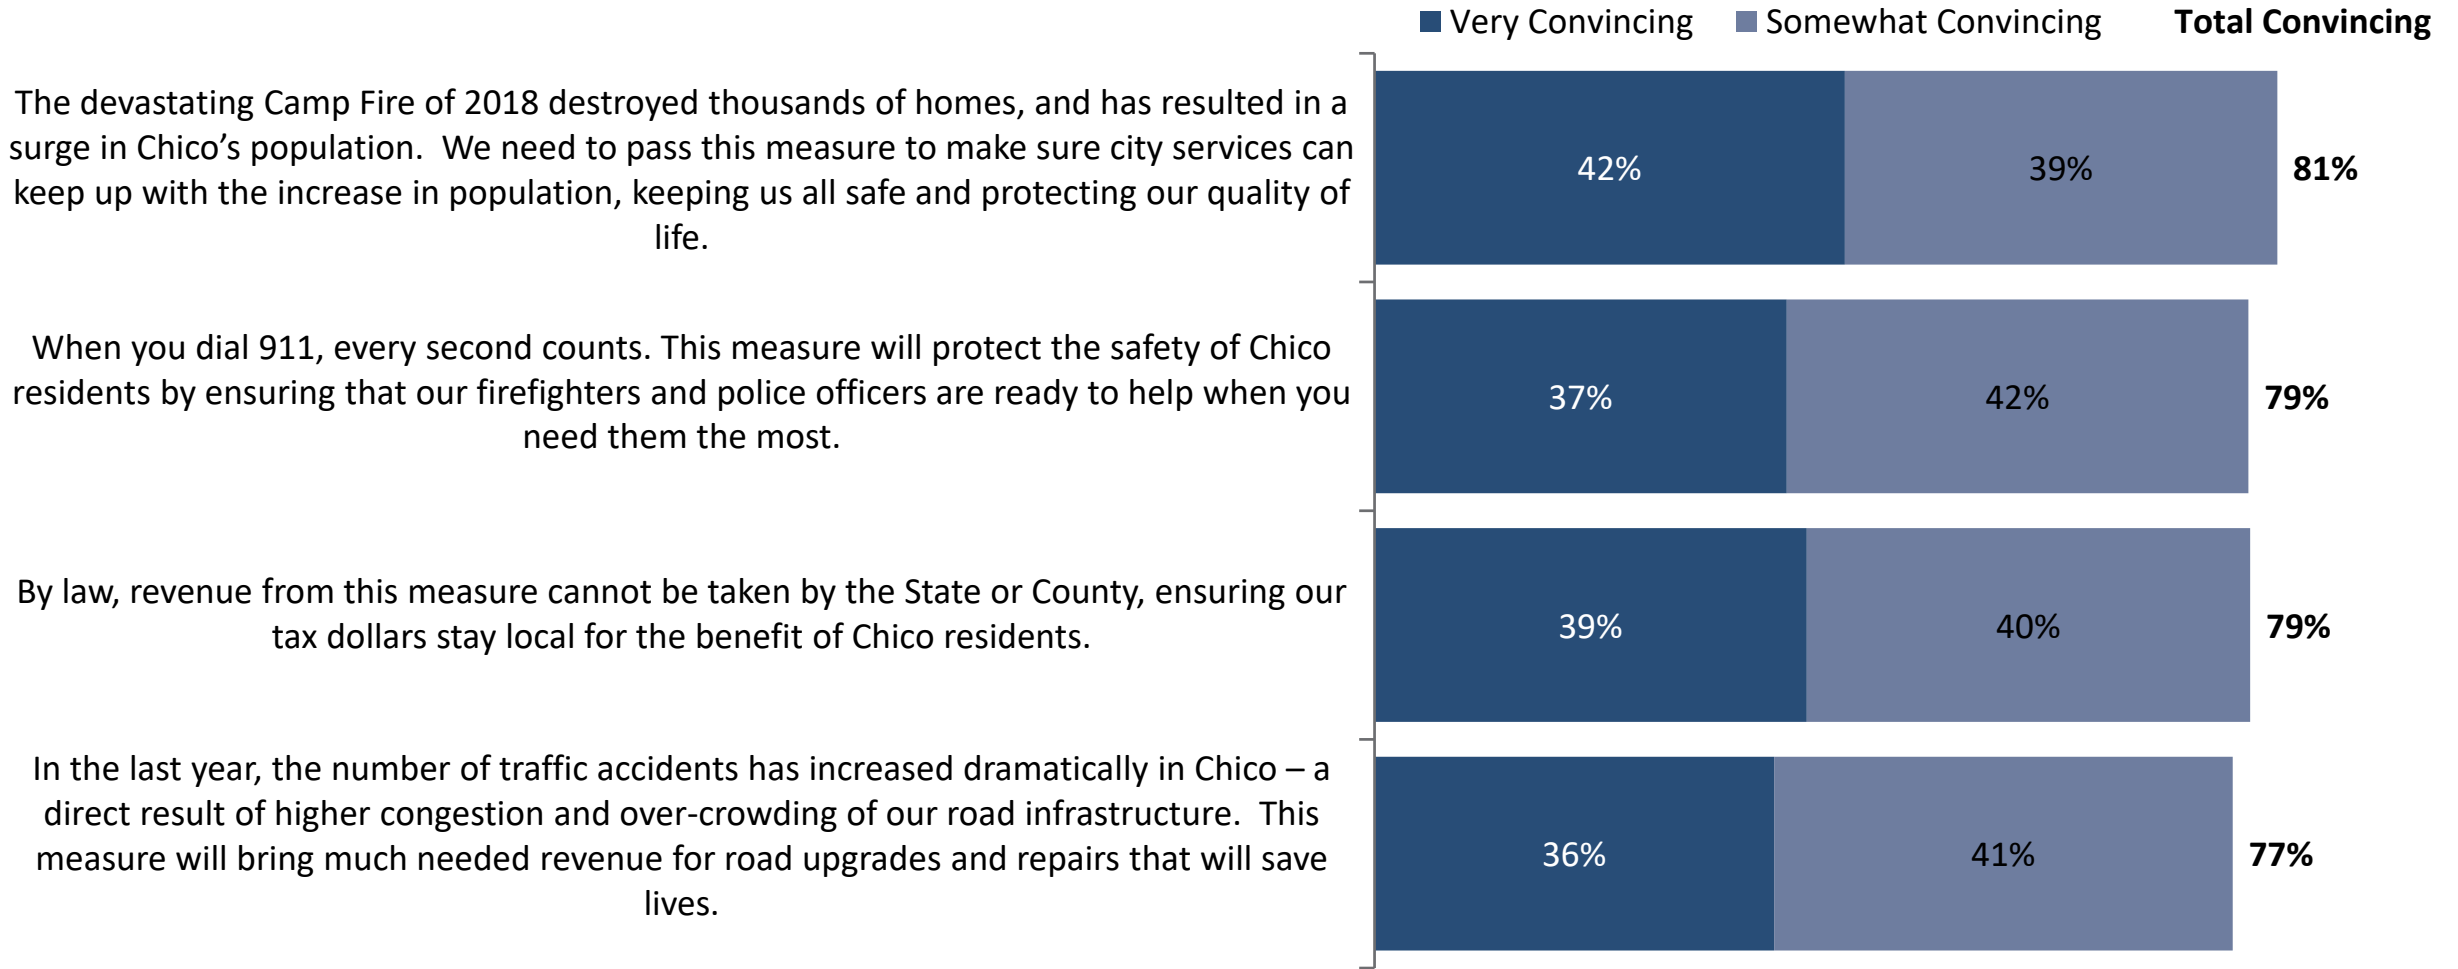 Very Convincing Somewhat Convincing Total Convincing
The devastating Camp Fire of 2018 destroyed thousands of homes, and has resulted in a
surge in Chico’s population.  We need to pass this measure to make sure city services can
keep up with the increase in population, keeping us all safe and protecting our quality of
life.
42% 39% 81%
When you dial 911, every second counts. This measure will protect the safety of Chico
residents by ensuring that our firefighters and police officers are ready to help when you
need them the most.
37% 42% 79%
By law, revenue from this measure cannot be taken by the State or County, ensuring our
tax dollars stay local for the benefit of Chico residents.
39% 40% 79%
In the last year, the number of traffic accidents has increased dramatically in Chico – a
direct result of higher congestion and over-crowding of our road infrastructure.  This
measure will bring much needed revenue for road upgrades and repairs that will save
lives.
36% 41% 77%